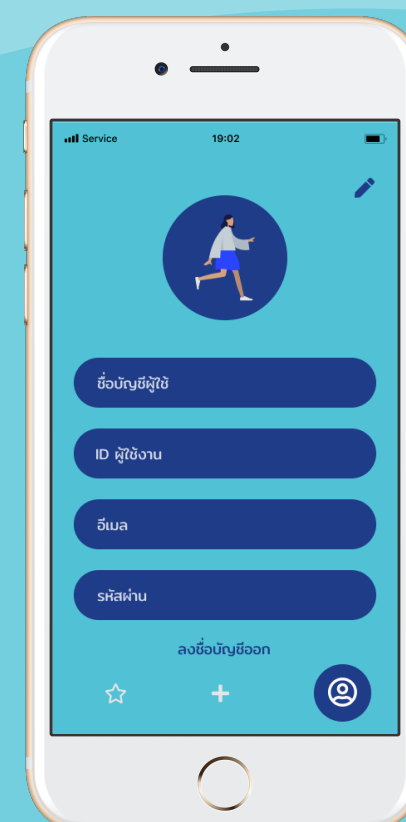 Service 19:02
ชื่อบัญชีผู้ใช้
ID ผู้ใช้งาน
อีเมล
รหัสผ่าน
ลงชื่อบัญชีออก